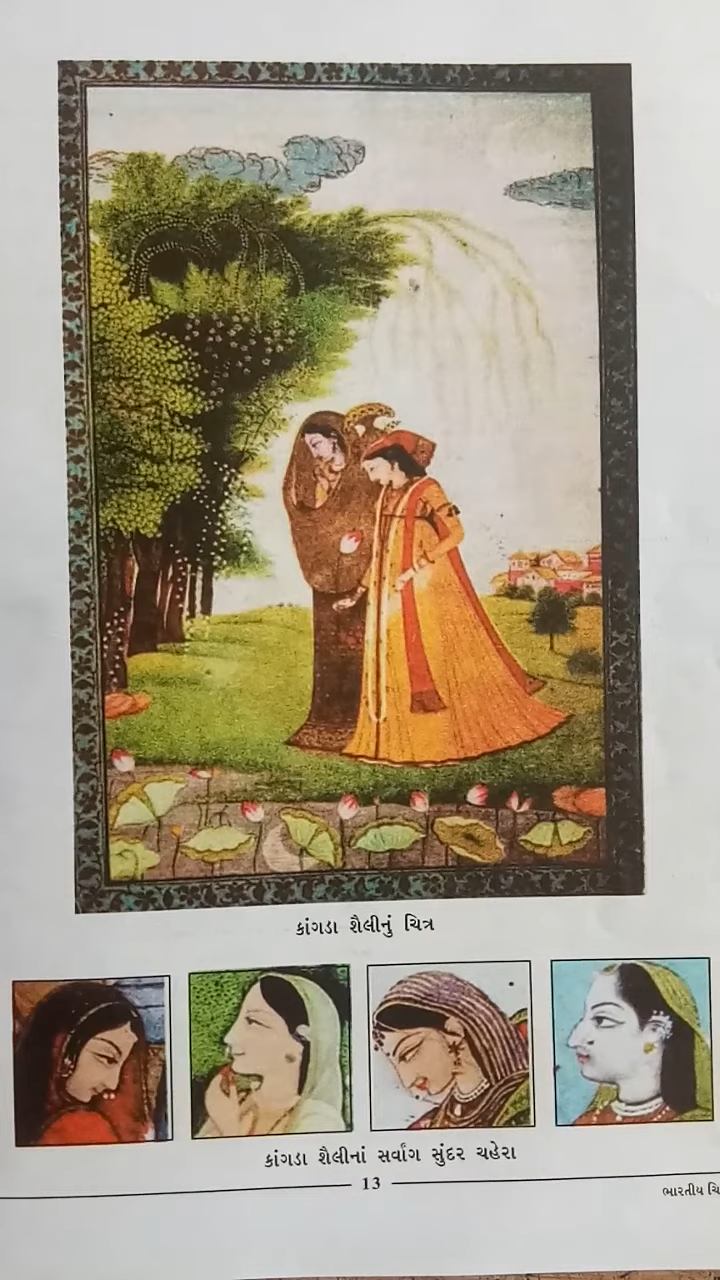 કાંગડા શૈલીનું ચિત્ર
કાંગડા શૈલીનાં સર્વાંગ સુંદર ચહેરા
13
ભારતીય